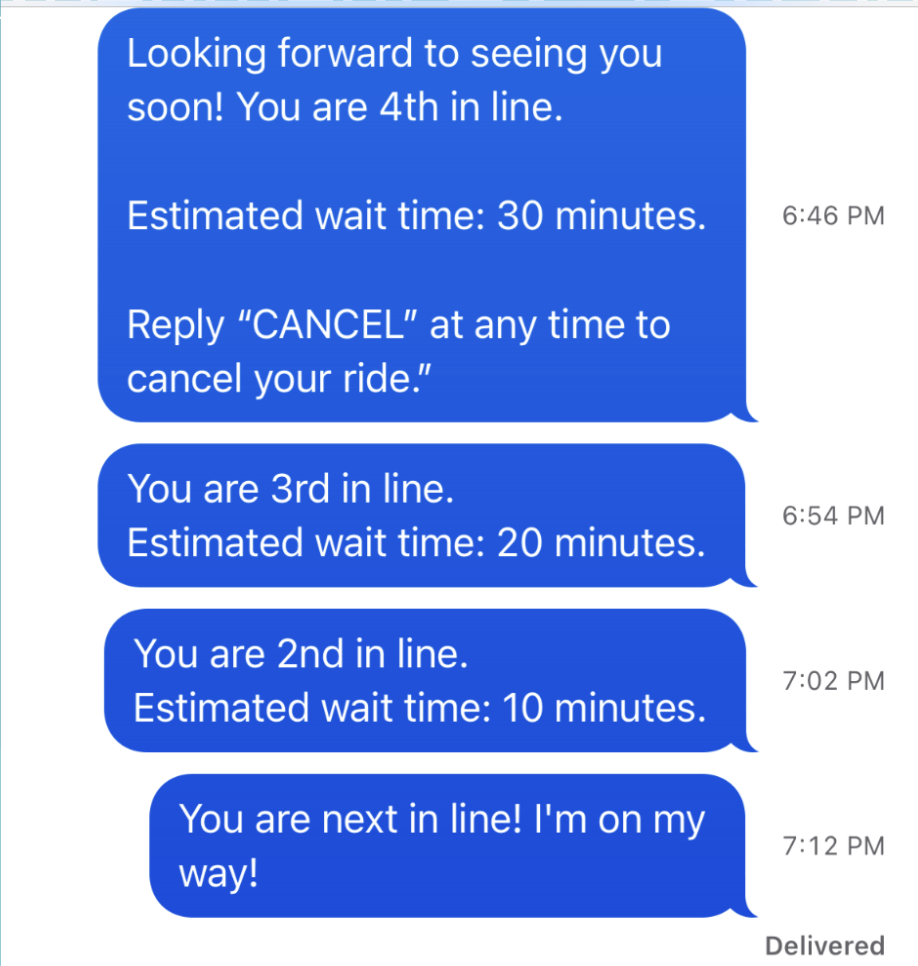 Looking forward to seeing you
soon! You are 4th in line.
Estimated wait time: 30 minutes.
Reply “CANCEL” at any time to
cancel your ride.”
6:46 PM
You are 3rd in line.
Estimated wait time: 20 minutes.
6:54 PM
You are 2nd in line.
Estimated wait time: 10 minutes.
7:02 PM
You are next in line! I'm on my
way!
7:12 PM
Delivered